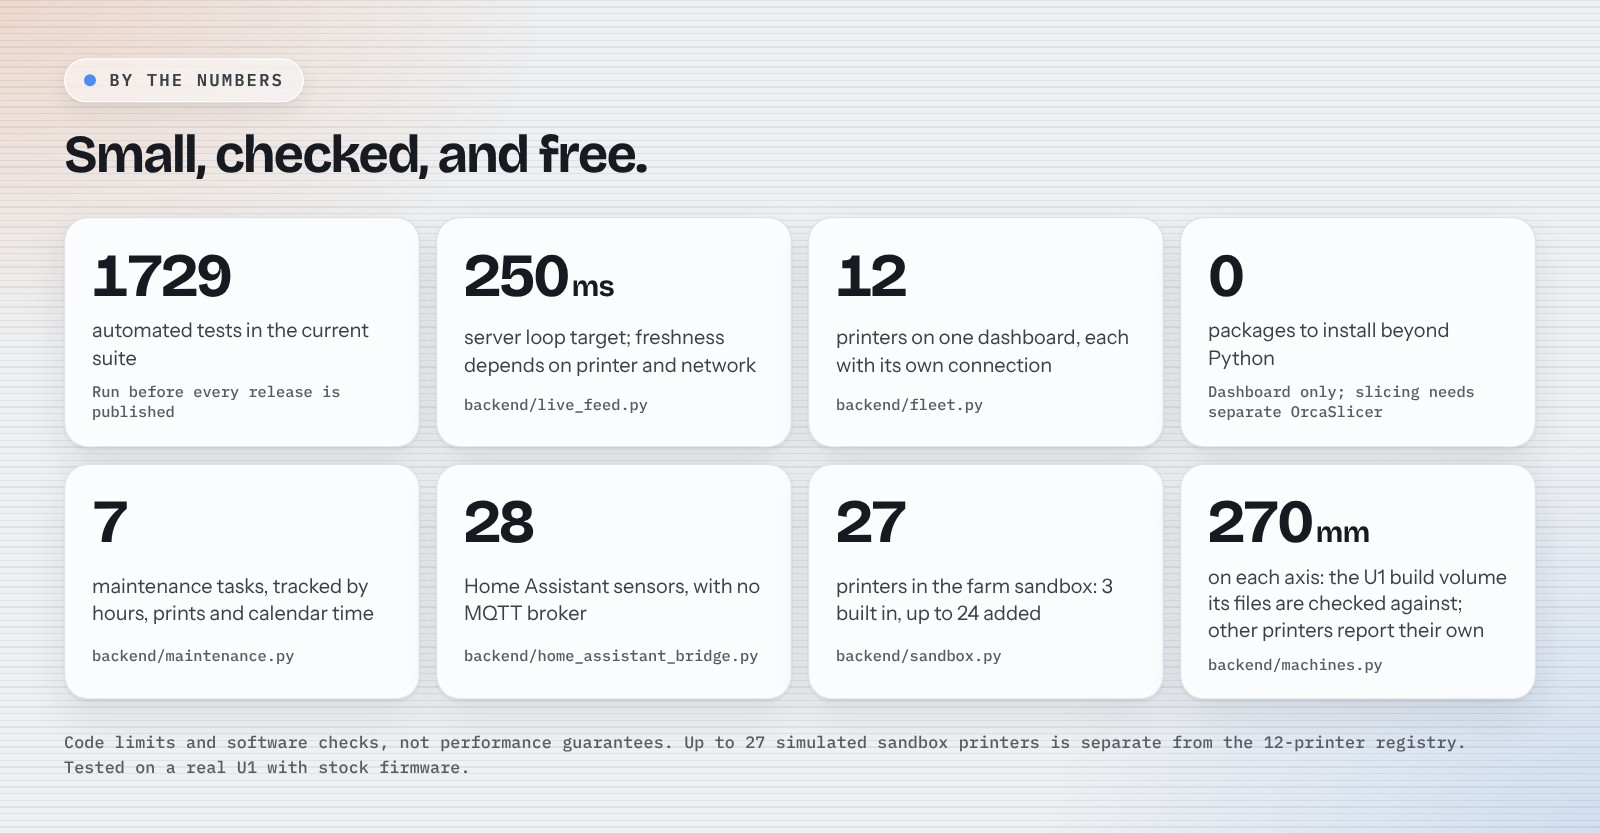 BY THE NUMBERS
Small, checked, and free.
1729
automated tests in the current
suite
Run before every release is
published
250 ms
server loop target; freshness
depends on printer and network
backend/live_feed.py
12
printers on one dashboard, each
with its own connection
backend/fleet.py
0
packages to install beyond
Python
Dashboard only; slicing needs
separate OrcaSlicer
7
maintenance tasks, tracked by
hours, prints and calendar time
backend/maintenance.py
28
Home Assistant sensors, with no
MQTT broker
backend/home_assistant_bridge.py
27
printers in the farm sandbox: 3
built in, up to 24 added
backend/sandbox.py
270 mm
on each axis: the U1 build volume
its files are checked against;
other printers report their own
backend/machines.py
Code limits and software checks, not performance guarantees. Up to 27 simulated sandbox printers is separate from the 12-printer registry.
Tested on a real U1 with stock firmware.